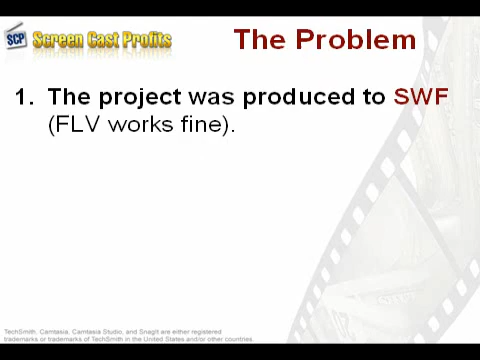 SCP Screen Cast Profits
The Problem
1. The project was produced to SWF
(FLV works fine).
TechSmith, Camtasia, Camtasia Studio, and SnagIt are either registered
trademarks or trademarks of TechSmith in the United States and/or other countries.